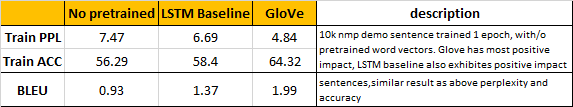 No pretrained LSTM Baseline GloVe description
Train PPL 7.47 6.69 4.84
Train ACC 56.29 58.4 64.32
10k nmp demo sentence trained 1 epoch, with/o
pretrained word vectors. Glove has most positive
impact, LSTM baseline also exhibites positive impact
BLEU 0.93 1.37 1.99
sentences,similar result as above perplexity and
accuracy